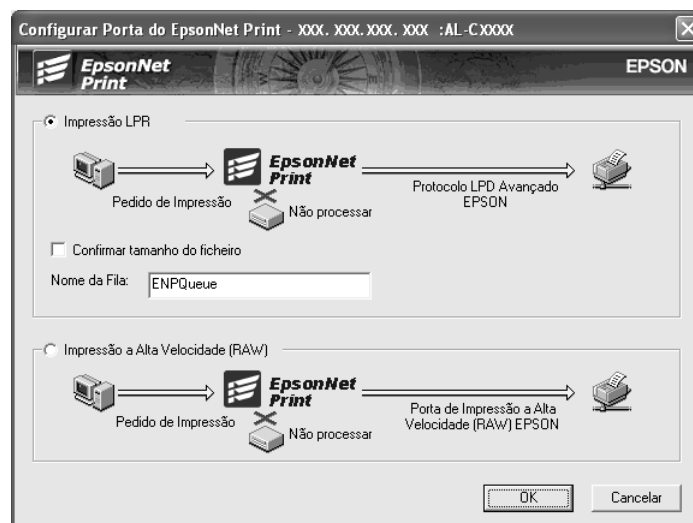 Configurar Porta do EpsonNet Print - XXX. XXX.XXX. XXX :AL-CXXXX
EpsonNet
Print
EPSON
Impressão LPR
EpsonNet
Print
Pedido de Impressão
Não processar
Protocolo LPD Avançado
EPSON
Confirmar tamanho do ficheiro
Nome da Fila:
ENPQueue
Impressão a Alta Velocidade (RAW)
EpsonNet
Print
Pedido de Impressão
Não processar
Porta de Impressão a Alta
Velocidade (RAW) EPSON
OK
Cancelar